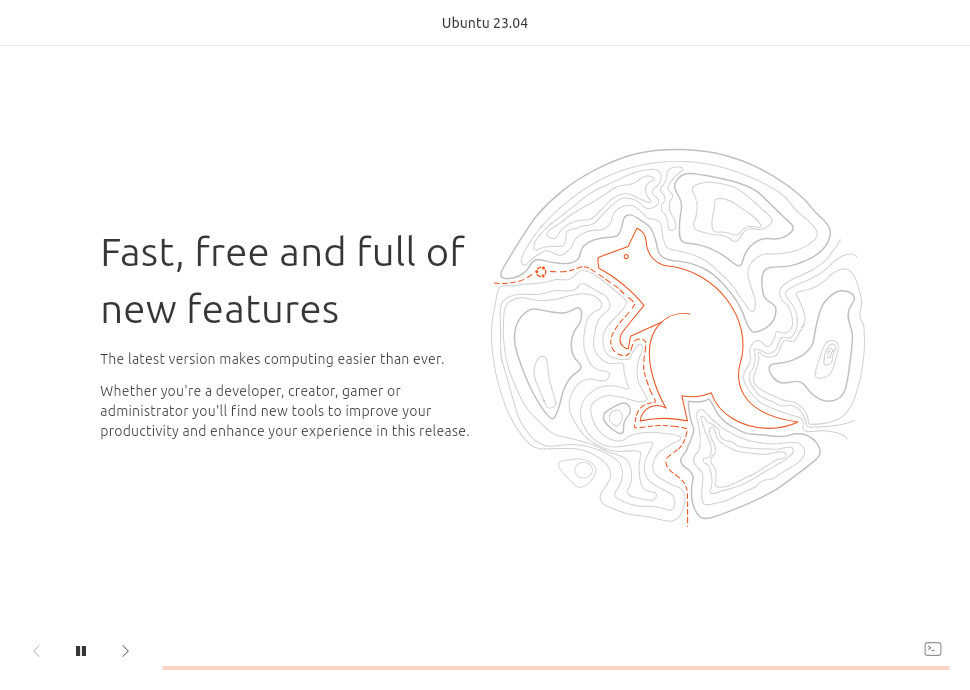 Ubuntu 23.04
Fast, free and full of
new features
The latest version makes computing easier than ever.
Whether you're a developer, creator, gamer or
administrator you'll find new tools to improve your
productivity and enhance your experience in this release.